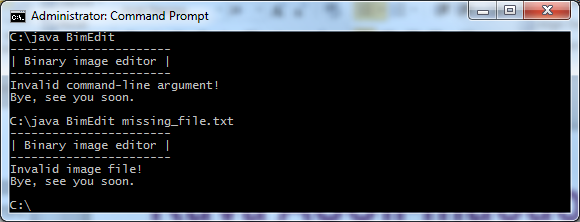 Administrator: Command Prompt
C:\java BimEdit
-----------------------
| Binary image editor |
-----------------------
Invalid command-line argument!
Bye, see you soon.
C:\java BimEdit missing_file.txt
-----------------------
| Binary image editor |
-----------------------
Invalid image file!
Bye, see you soon.
C:\